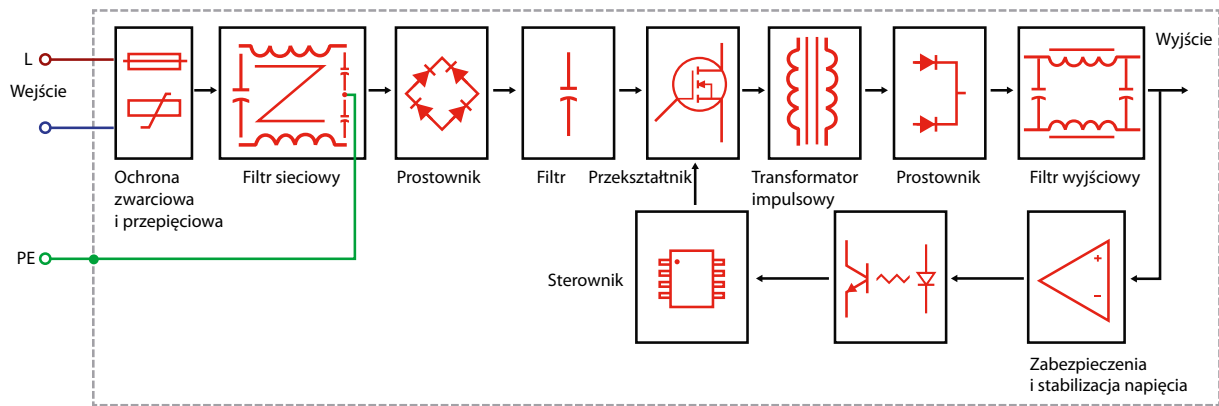 Wyjście
L
Wejście
Ochrona
zwarciowa
i przepięciowa
Filtr sieciowy
Prostownik
Filtr
Przekształtnik
Transformator
impulsowy
Prostownik
Filtr wyjściowy
PE
Sterownik
+
-
Zabezpieczenia
i stabilizacja napięcia